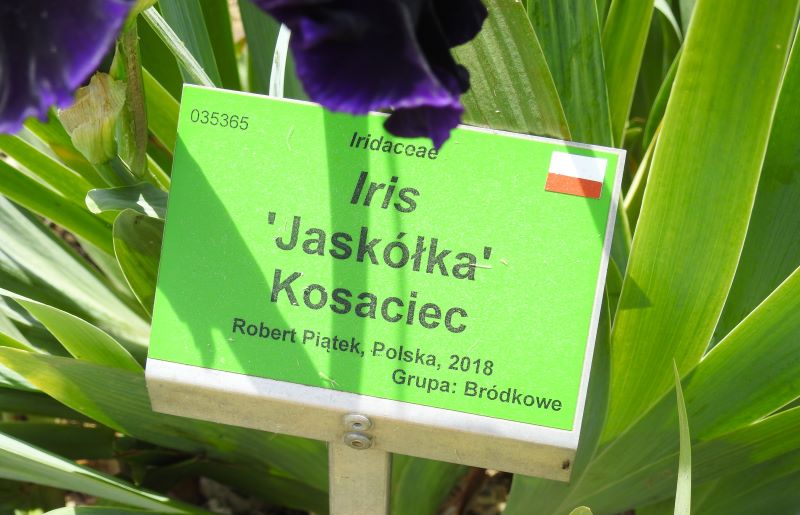 035365
Iridaceae
Iris
'Jaskółka'
Kosaciec
Robert Piątek, Polska, 2018
Grupa: Bródkowe